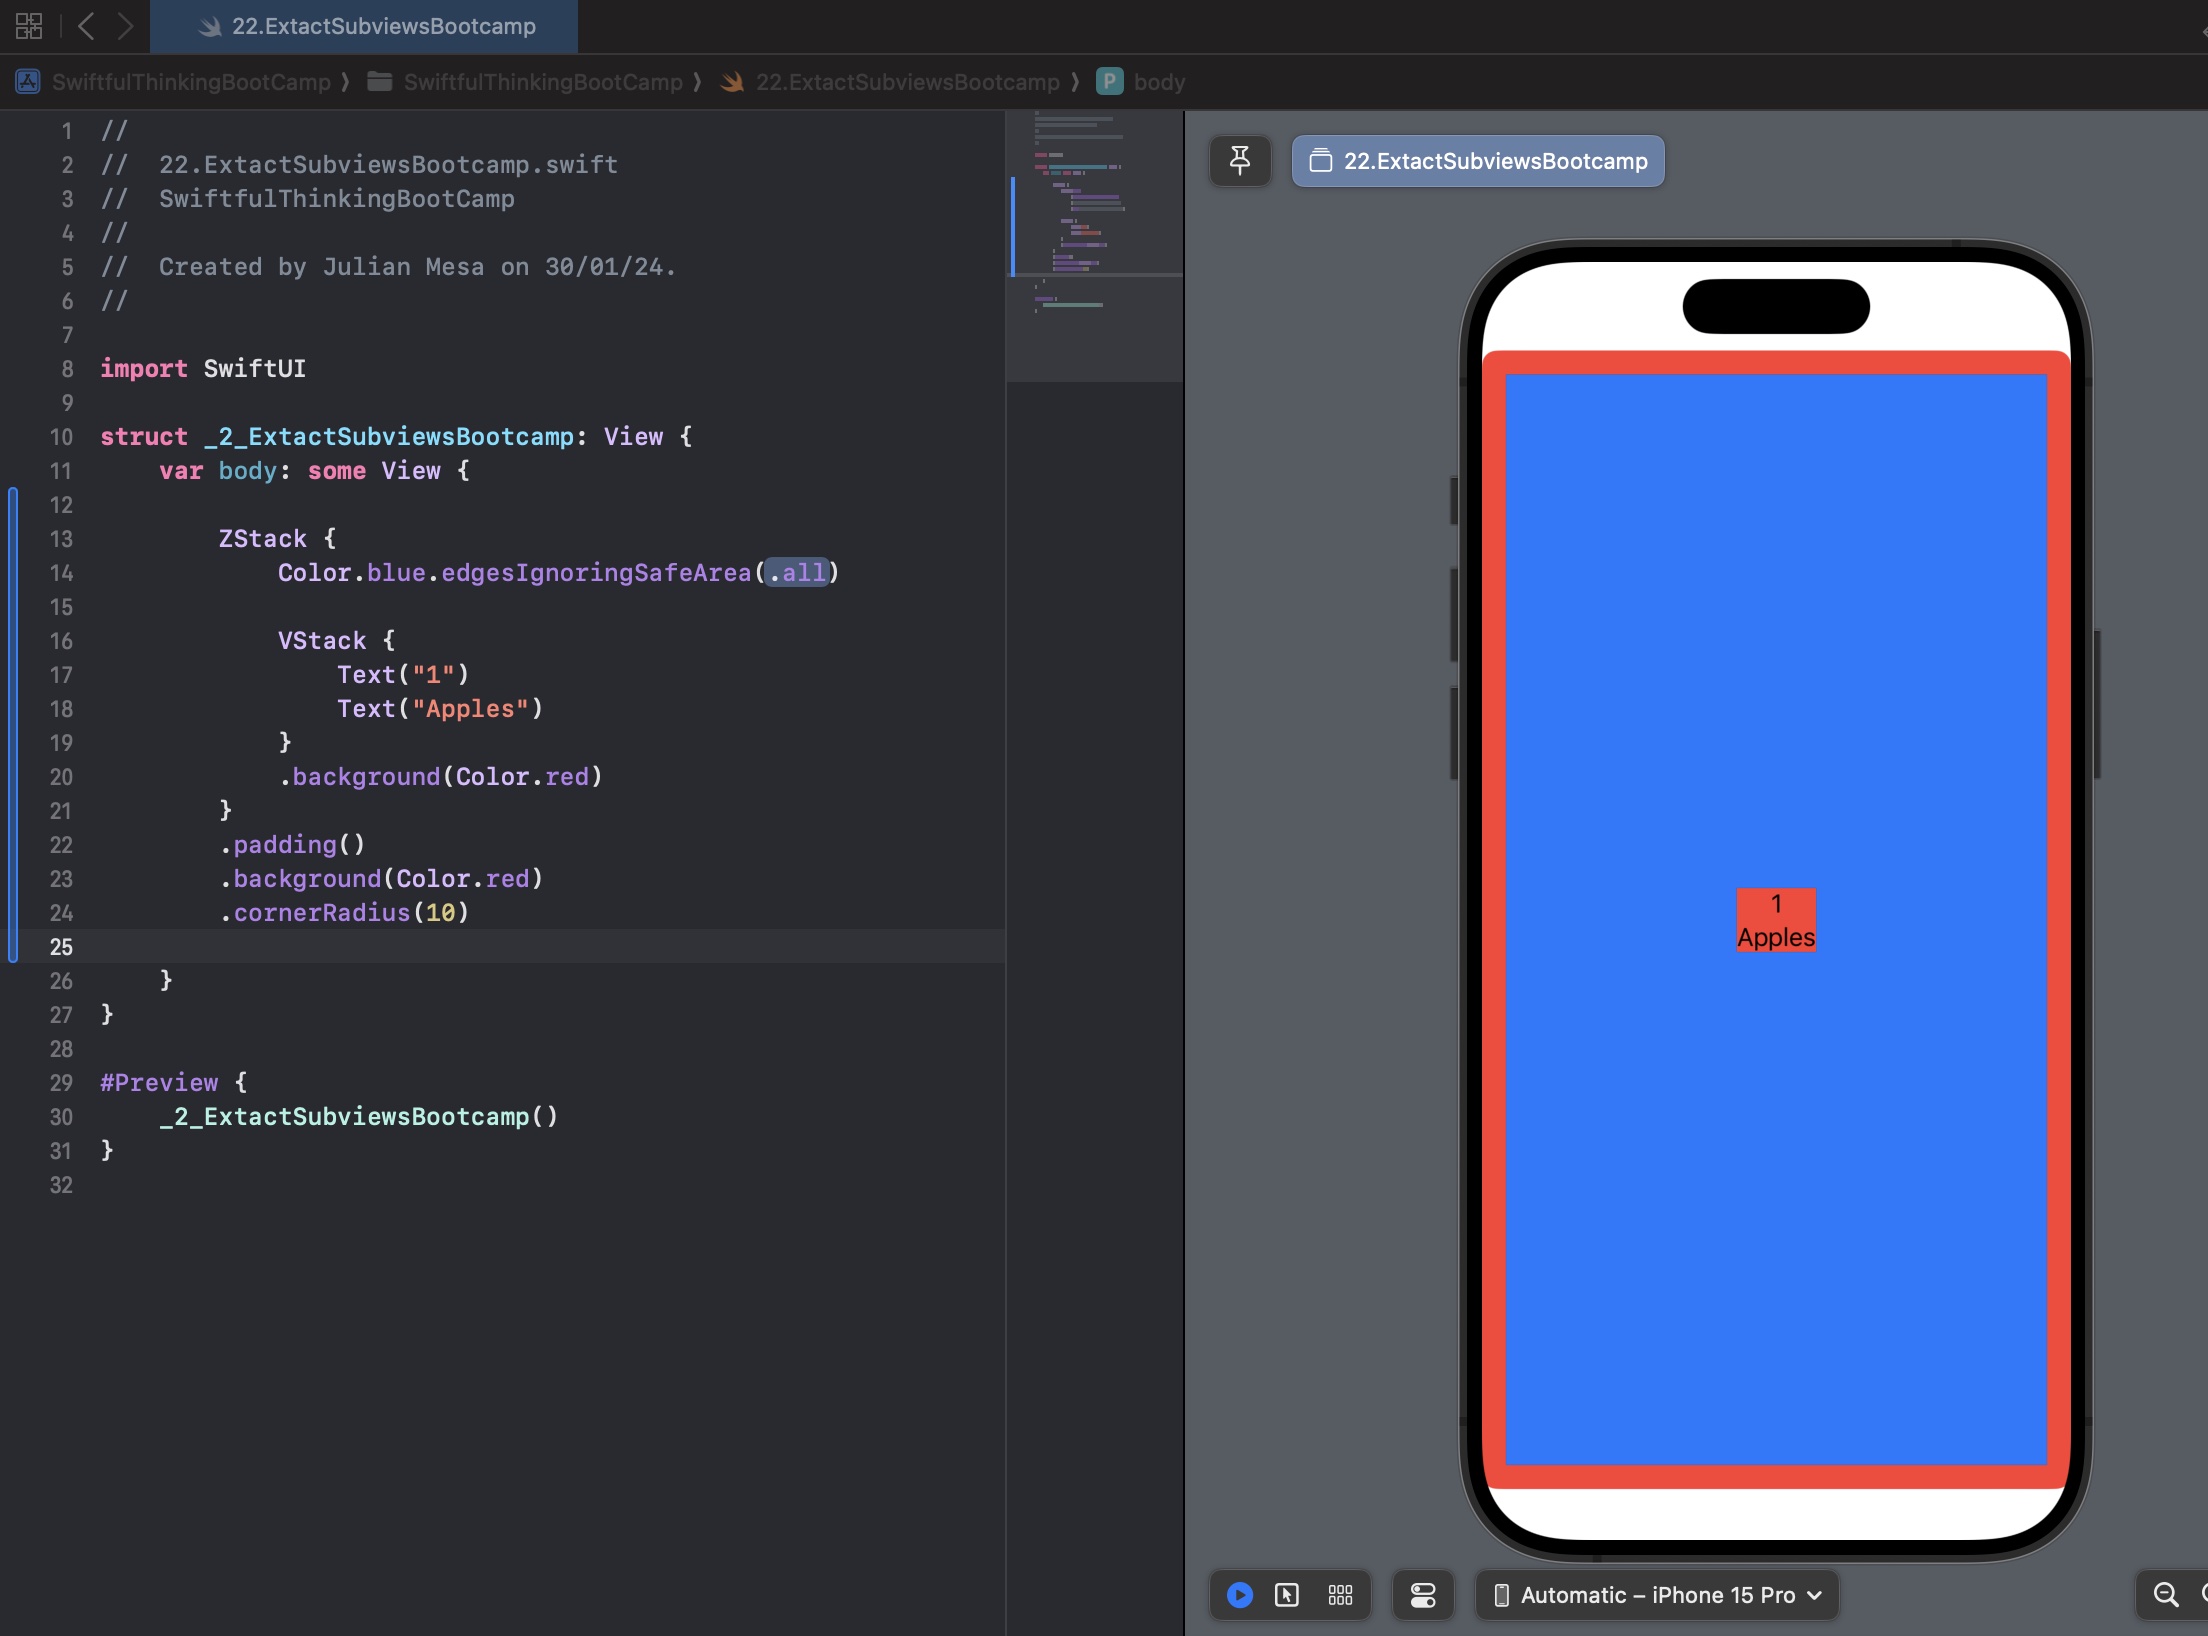 22.ExtactSubviewsBootcamp
SwiftfulThinkingBootCamp ⟩ SwiftfulThinkingBootCamp ⟩ 22.ExtactSubviewsBootcamp ⟩ P body
1 //
2 //  22.ExtactSubviewsBootcamp.swift
3 //  SwiftfulThinkingBootCamp
4 //
5 //  Created by Julian Mesa on 30/01/24.
6 //
7
8 import SwiftUI
9
10 struct _2_ExtactSubviewsBootcamp: View {
11     var body: some View {
12
13         ZStack {
14             Color.blue.edgesIgnoringSafeArea(.all)
15
16             VStack {
17                 Text("1")
18                 Text("Apples")
19             }
20             .background(Color.red)
21         }
22         .padding()
23         .background(Color.red)
24         .cornerRadius(10)
25
26     }
27 }
28
29 #Preview {
30     _2_ExtactSubviewsBootcamp()
31 }
32
22.ExtactSubviewsBootcamp
1
Apples
Automatic – iPhone 15 Pro